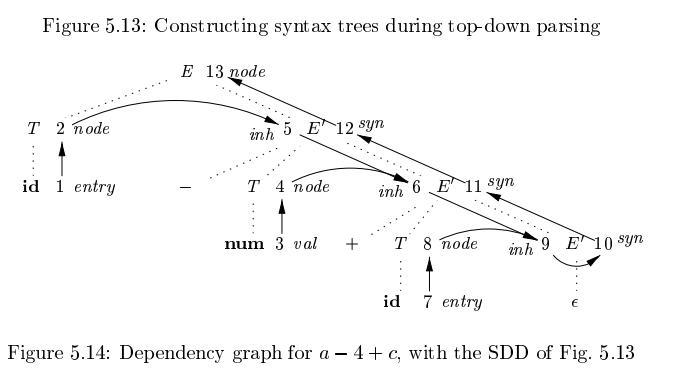 Figure 5.13: Constructing syntax trees during top-down parsing
E 13 node
T 2 node inh 5 E′ 12 syn
id 1 entry − T 4 node inh 6 E′ 11 syn
num 3 val + T 8 node inh 9 E′ 10 syn
id 7 entry ϵ
Figure 5.14: Dependency graph for a − 4 + c, with the SDD of Fig. 5.13